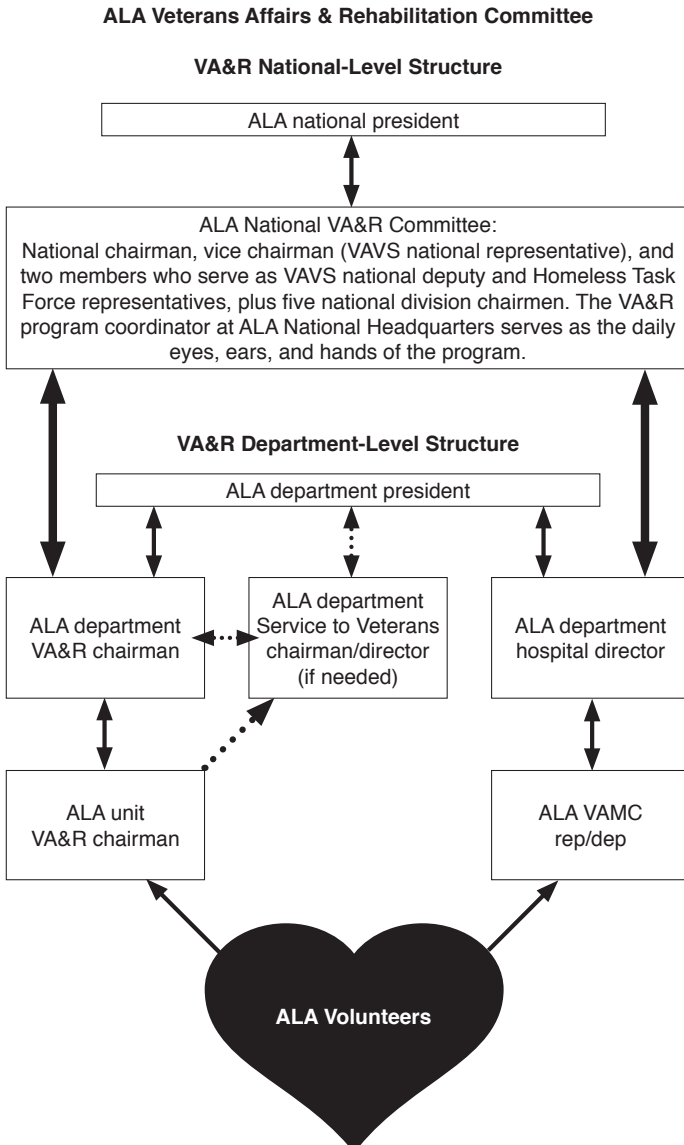 ALA Veterans Affairs & Rehabilitation Committee
VA&R National-Level Structure
ALA national president
ALA National VA&R Committee:
National chairman, vice chairman (VAVS national representative), and
two members who serve as VAVS national deputy and Homeless Task
Force representatives, plus five national division chairmen. The VA&R
program coordinator at ALA National Headquarters serves as the daily
eyes, ears, and hands of the program.
VA&R Department-Level Structure
ALA department president
ALA department
VA&R chairman
ALA department
Service to Veterans
chairman/director
(if needed)
ALA department
hospital director
ALA unit
VA&R chairman
ALA VAMC
rep/dep
ALA Volunteers